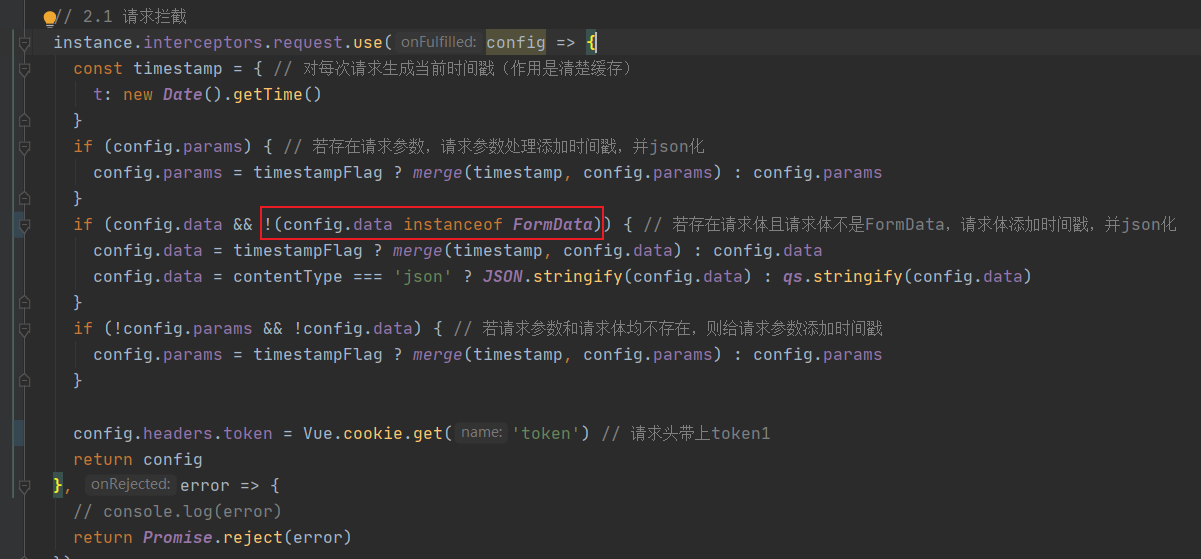 // 2.1 请求拦截
instance.interceptors.request.use( onFulfilled: config => {
const timestamp = { // 对每次请求生成当前时间戳（作用是清楚缓存）
t: new Date().getTime()
}
if (config.params) { // 若存在请求参数，请求参数处理添加时间戳，并json化
config.params = timestampFlag ? merge(timestamp, config.params) : config.params
}
if (config.data && !(config.data instanceof FormData)) { // 若存在请求体且请求体不是FormData，请求体添加时间戳，并json化
config.data = timestampFlag ? merge(timestamp, config.data) : config.data
config.data = contentType === 'json' ? JSON.stringify(config.data) : qs.stringify(config.data)
}
if (!config.params && !config.data) { // 若请求参数和请求体均不存在，则给请求参数添加时间戳
config.params = timestampFlag ? merge(timestamp, config.params) : config.params
}
config.headers.token = Vue.cookie.get( name: 'token') // 请求头带上token1
return config
}, onRejected: error => {
// console.log(error)
return Promise.reject(error)
})